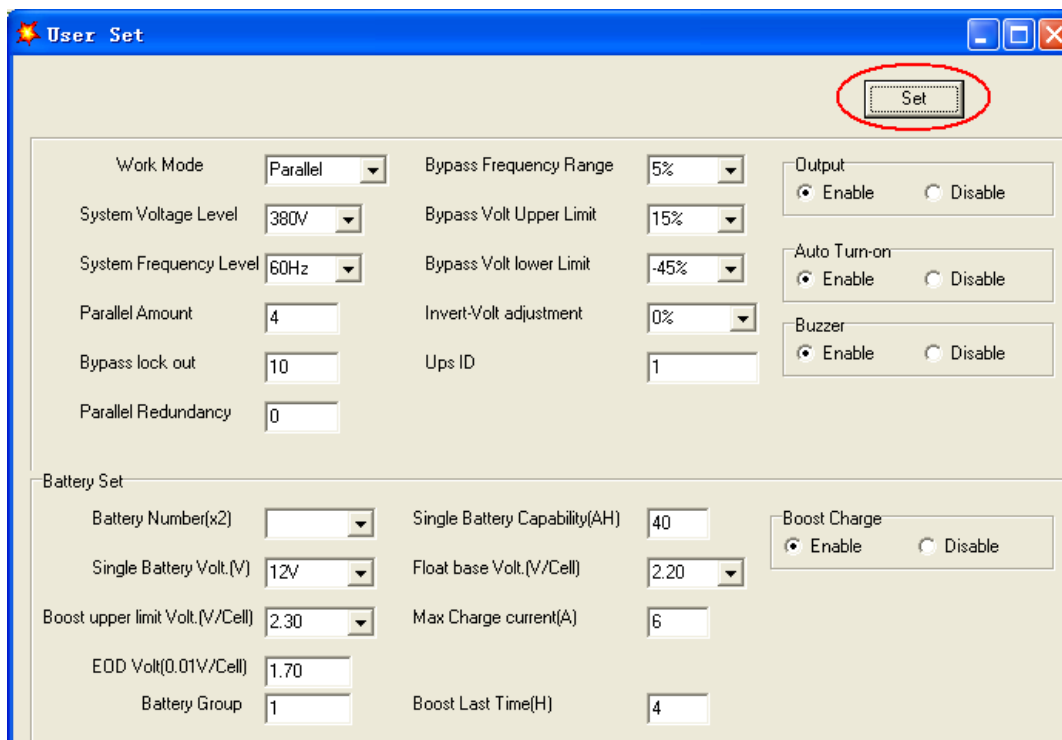 User Set
Set
Work Mode Parallel Bypass Frequency Range 5% Output
Enable Disable
System Voltage Level 380V Bypass Volt Upper Limit 15%
System Frequency Level 60Hz Bypass Volt lower Limit -45% Auto Turn-on
Enable Disable
Parallel Amount 4 Invert-Volt adjustment 0% Buzzer
Enable Disable
Bypass lock out 10 Ups ID 1
Parallel Redundancy 0
Battery Set
Battery Number(x2) Single Battery Capability(AH) 40 Boost Charge
Enable Disable
Single Battery Volt.(V) 12V Float base Volt.(V/Cell) 2.20
Boost upper limit Volt.(V/Cell) 2.30 Max Charge current(A) 6
EOD Volt(0.01V/Cell) 1.70
Battery Group 1 Boost Last Time(H) 4